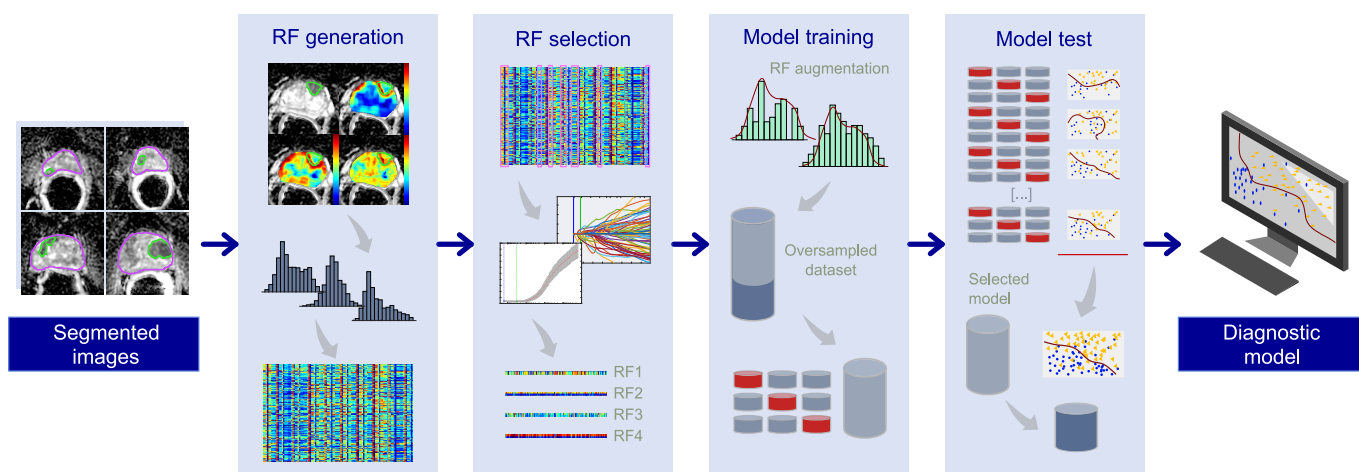 Segmented
images
RF generation
RF selection
RF1
RF2
RF3
RF4
Model training
RF augmentation
Oversampled
dataset
Model test
[...]
Selected
model
Diagnostic
model